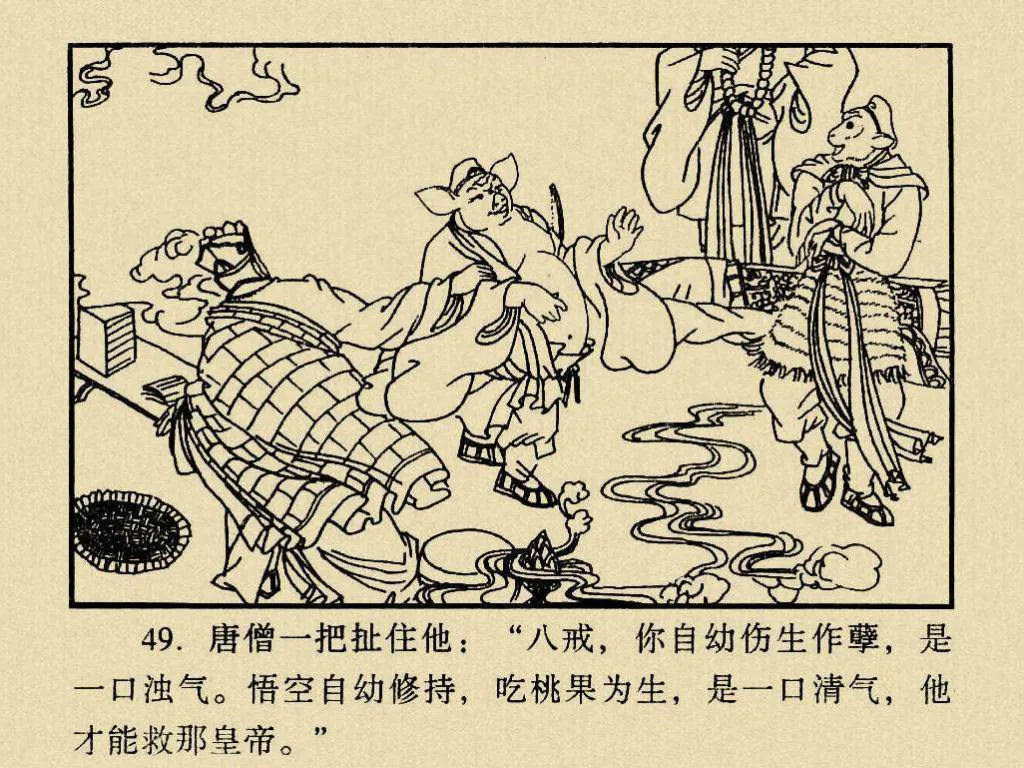 49. 唐僧一把扯住他：“八戒，你自幼伤生作孽，是
一口浊气。悟空自幼修持，吃桃果为生，是一口清气，他
才能救那皇帝。”